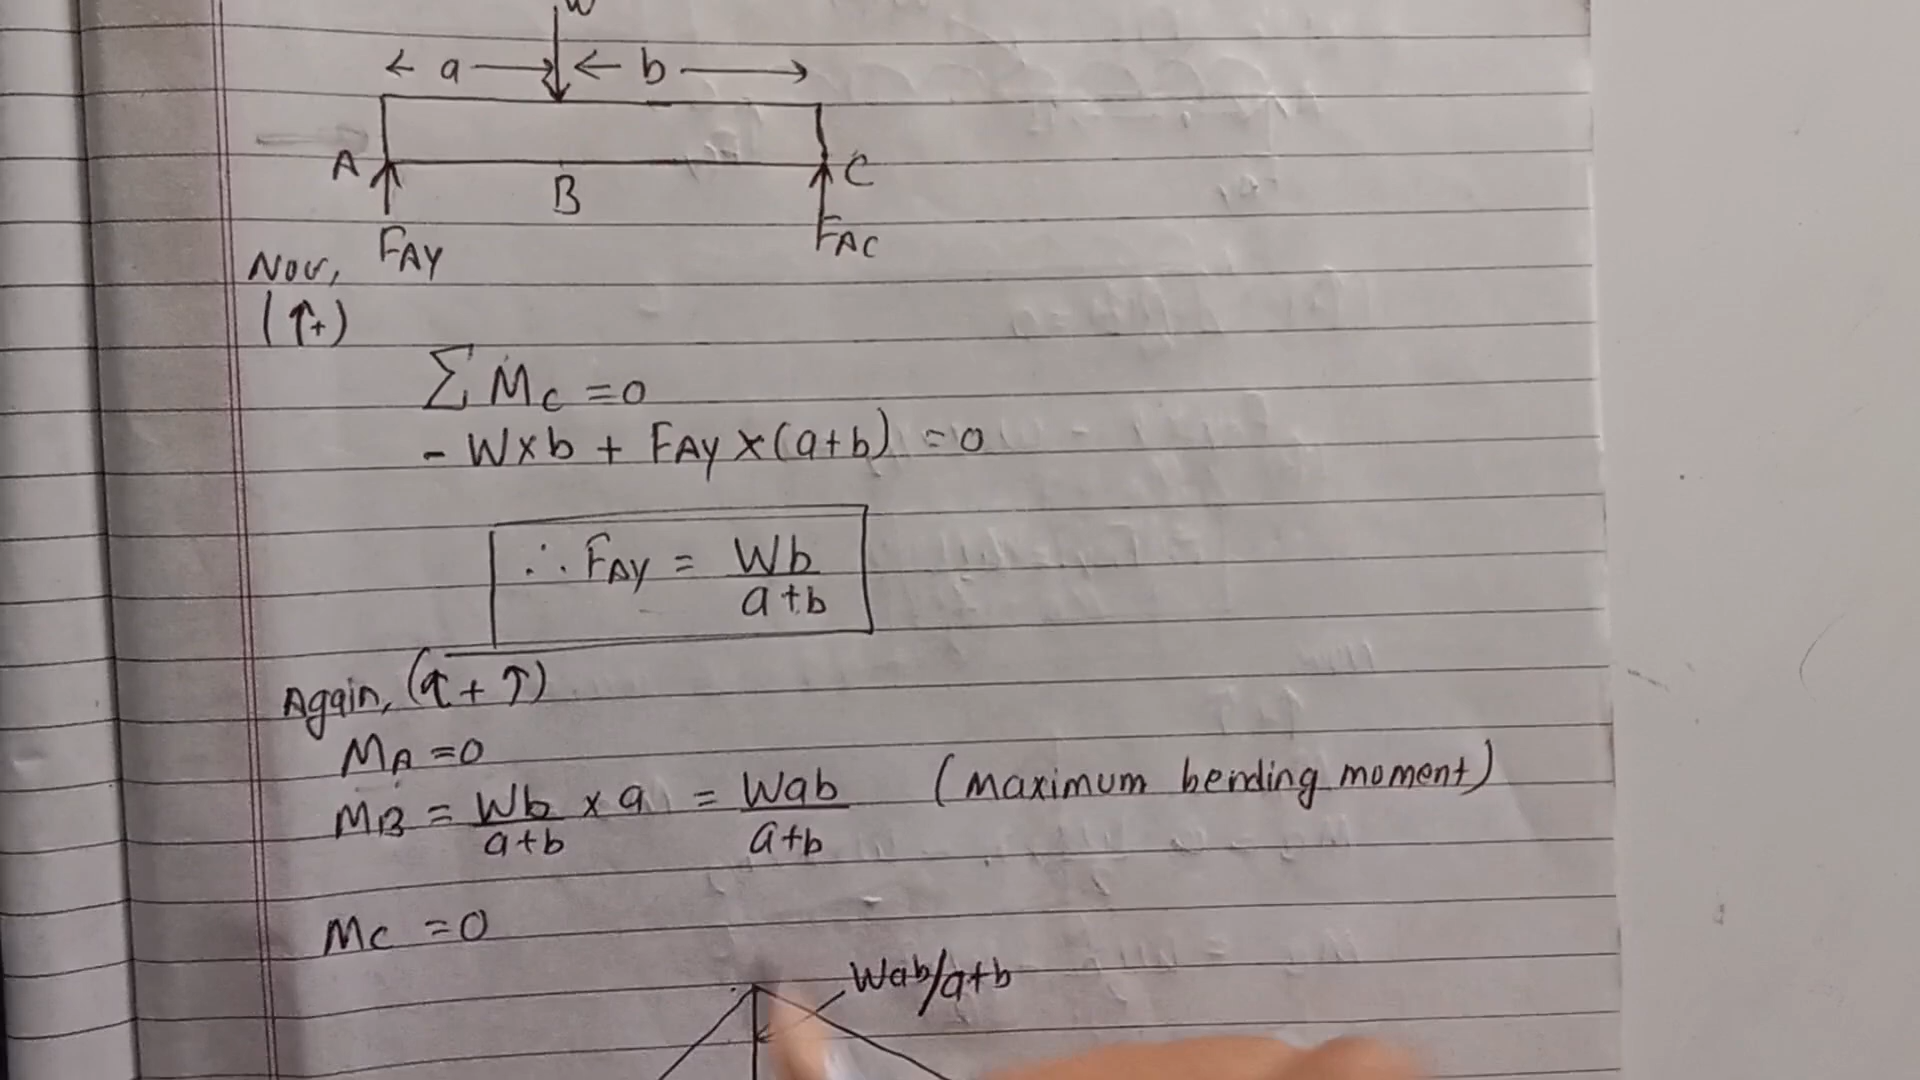 W
← a → ← b →
A B C
FAY FAC
Now,
(↑+)
∑ MC = 0
- W×b + FAY×(a+b) = 0
∴ FAY = Wb/a+b
Again, (↰+↑)
MA = 0
MB = Wb/a+b × a = Wab/a+b (maximum bending moment)
MC = 0
Wab/a+b